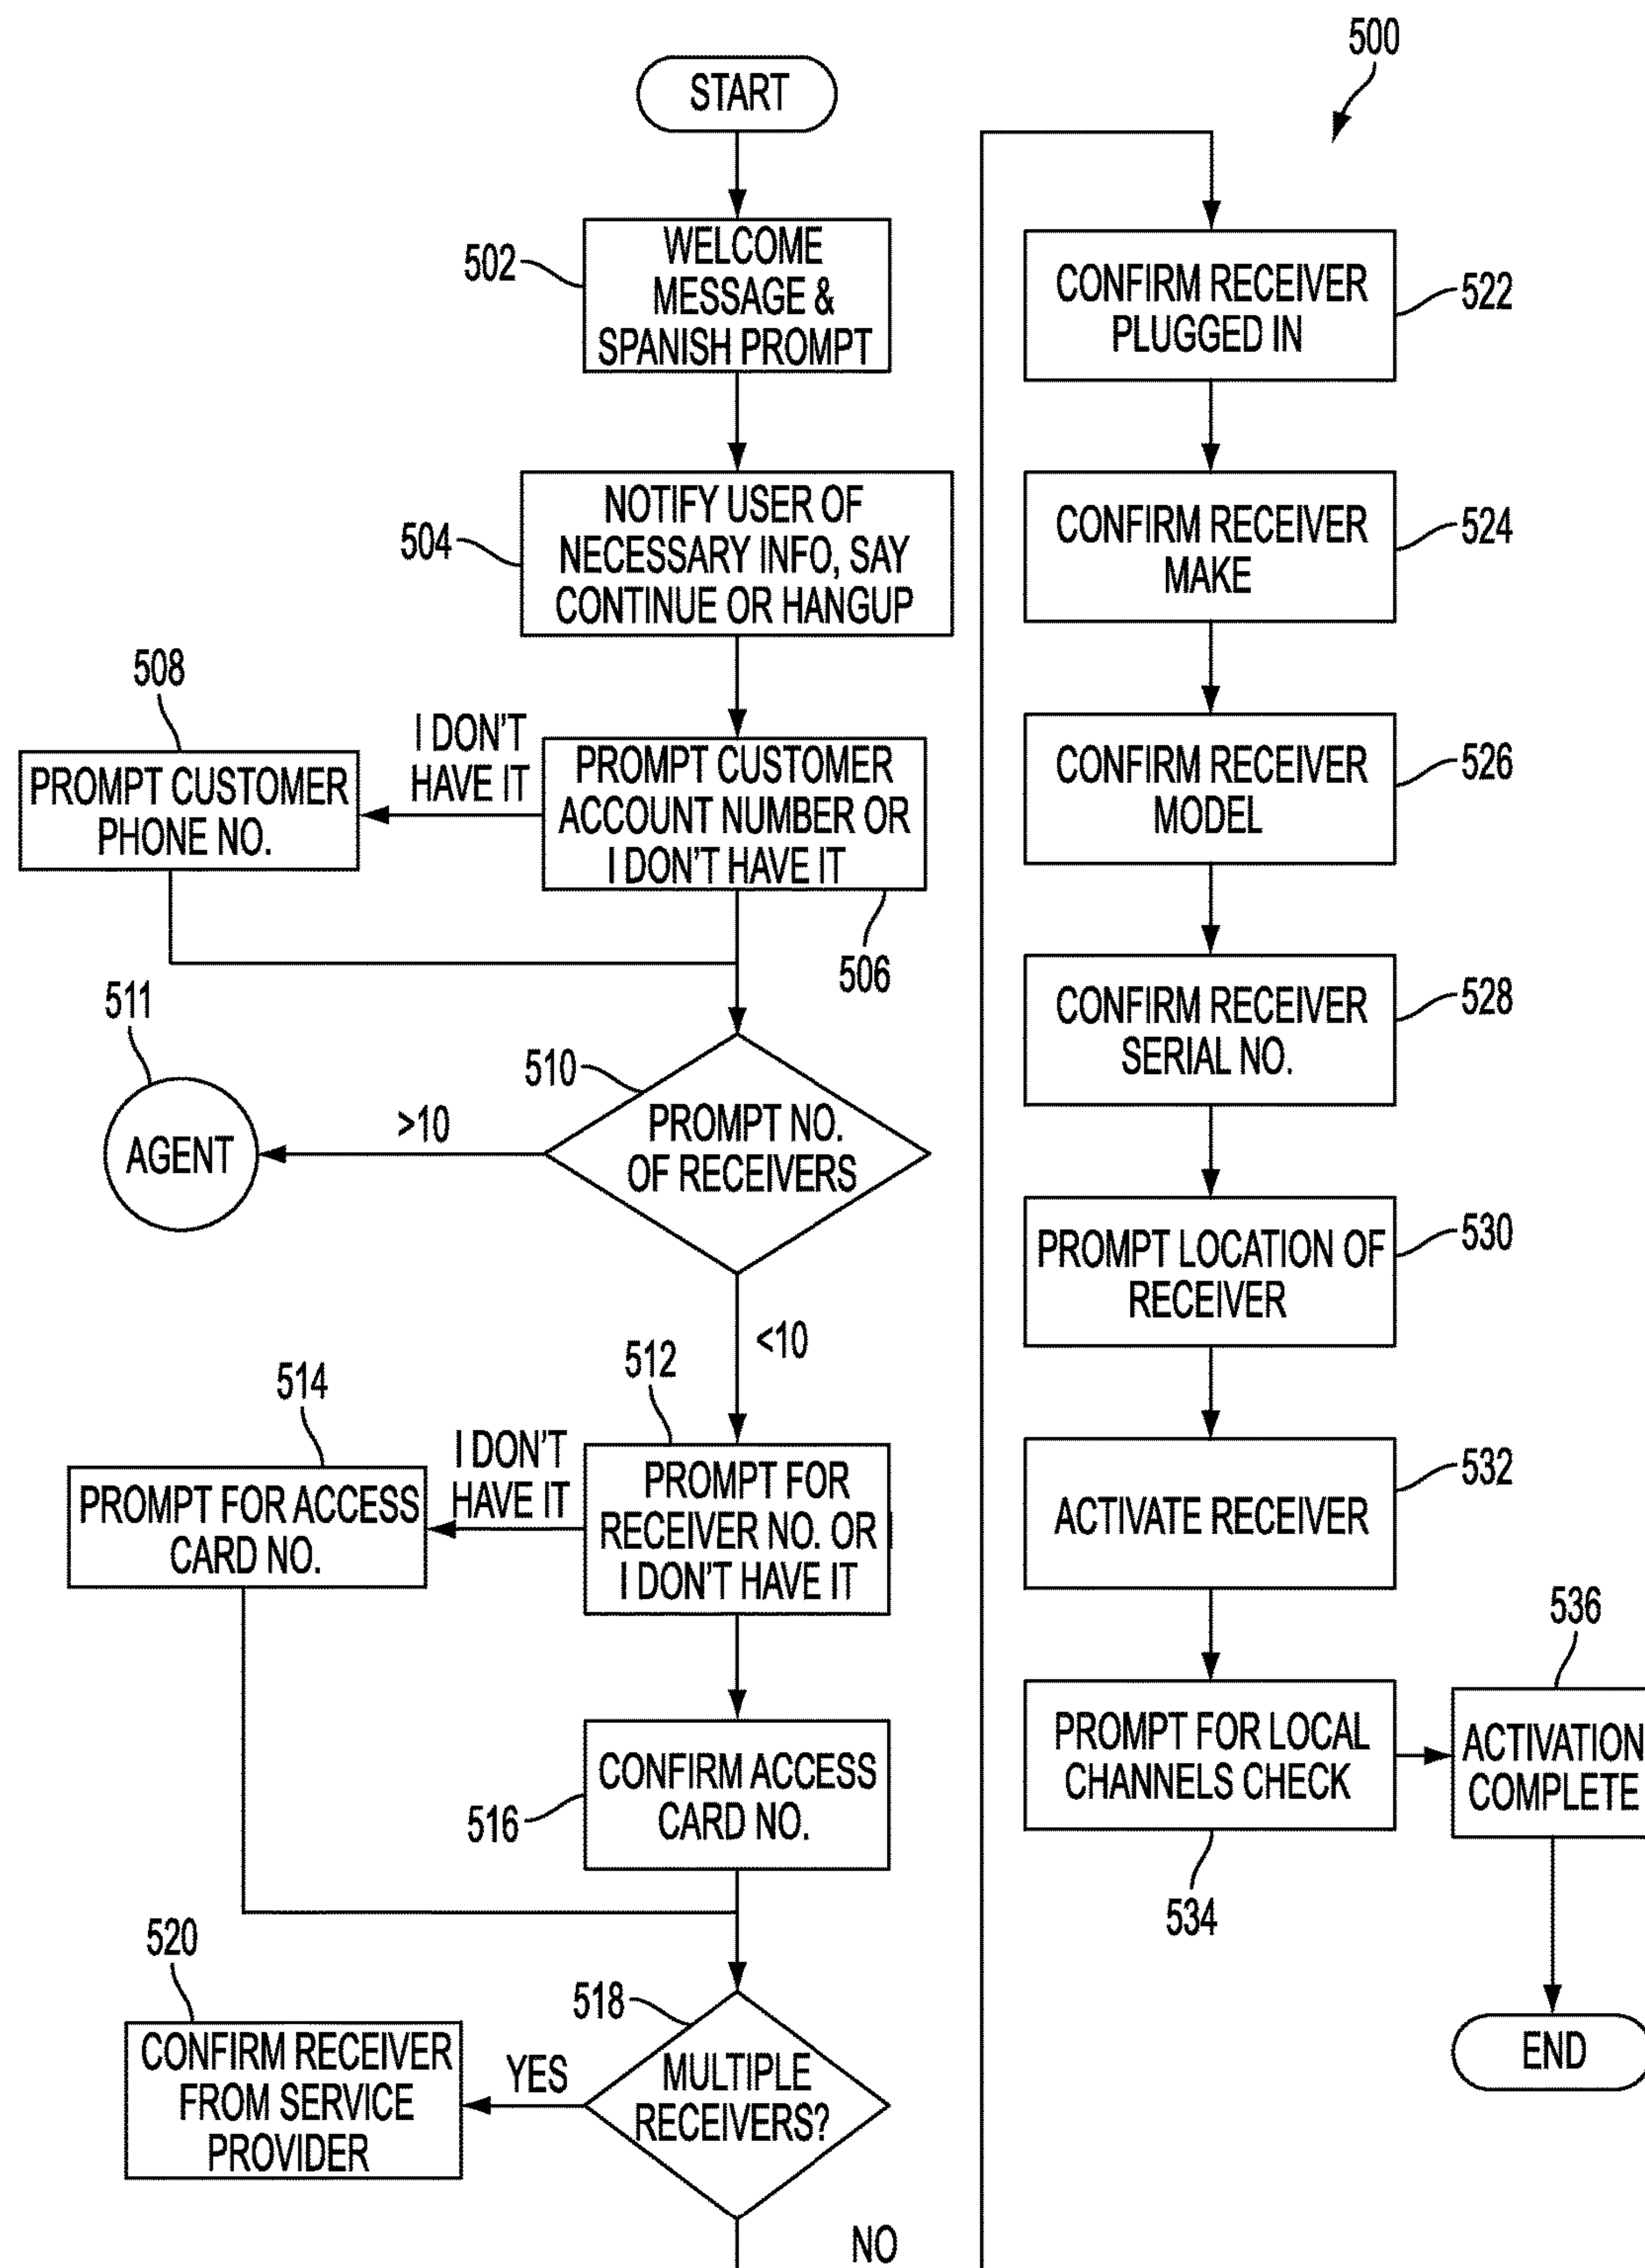 500
START
502
WELCOME
MESSAGE &
SPANISH PROMPT
504
NOTIFY USER OF
NECESSARY INFO, SAY
CONTINUE OR HANGUP
508
PROMPT CUSTOMER
PHONE NO.
I DON'T
HAVE IT
PROMPT CUSTOMER
ACCOUNT NUMBER OR
I DON'T HAVE IT
506
511
AGENT
>10
510
PROMPT NO.
OF RECEIVERS
<10
512
514
PROMPT FOR ACCESS
CARD NO.
I DON'T
HAVE IT
PROMPT FOR
RECEIVER NO. OR
I DON'T HAVE IT
CONFIRM ACCESS
CARD NO.
516
520
CONFIRM RECEIVER
FROM SERVICE
PROVIDER
YES
518
MULTIPLE
RECEIVERS?
NO
CONFIRM RECEIVER
PLUGGED IN
522
CONFIRM RECEIVER
MAKE
524
CONFIRM RECEIVER
MODEL
526
CONFIRM RECEIVER
SERIAL NO.
528
PROMPT LOCATION OF
RECEIVER
530
ACTIVATE RECEIVER
532
PROMPT FOR LOCAL
CHANNELS CHECK
534
536
ACTIVATION
COMPLETE
END